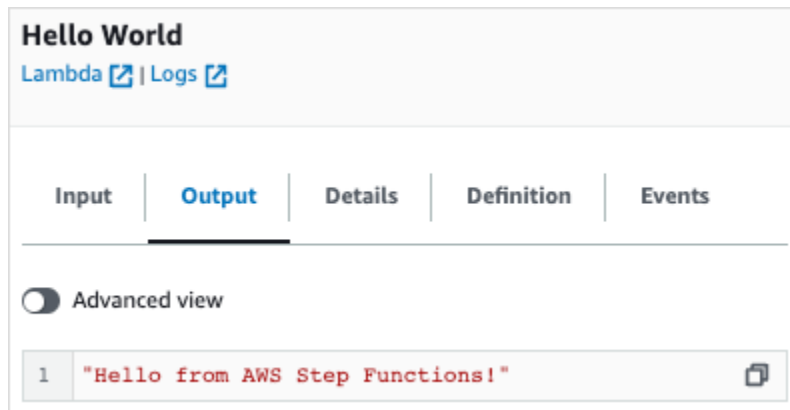 Hello World
Lambda | Logs
Input Output Details Definition Events
Advanced view
1 "Hello from AWS Step Functions!"